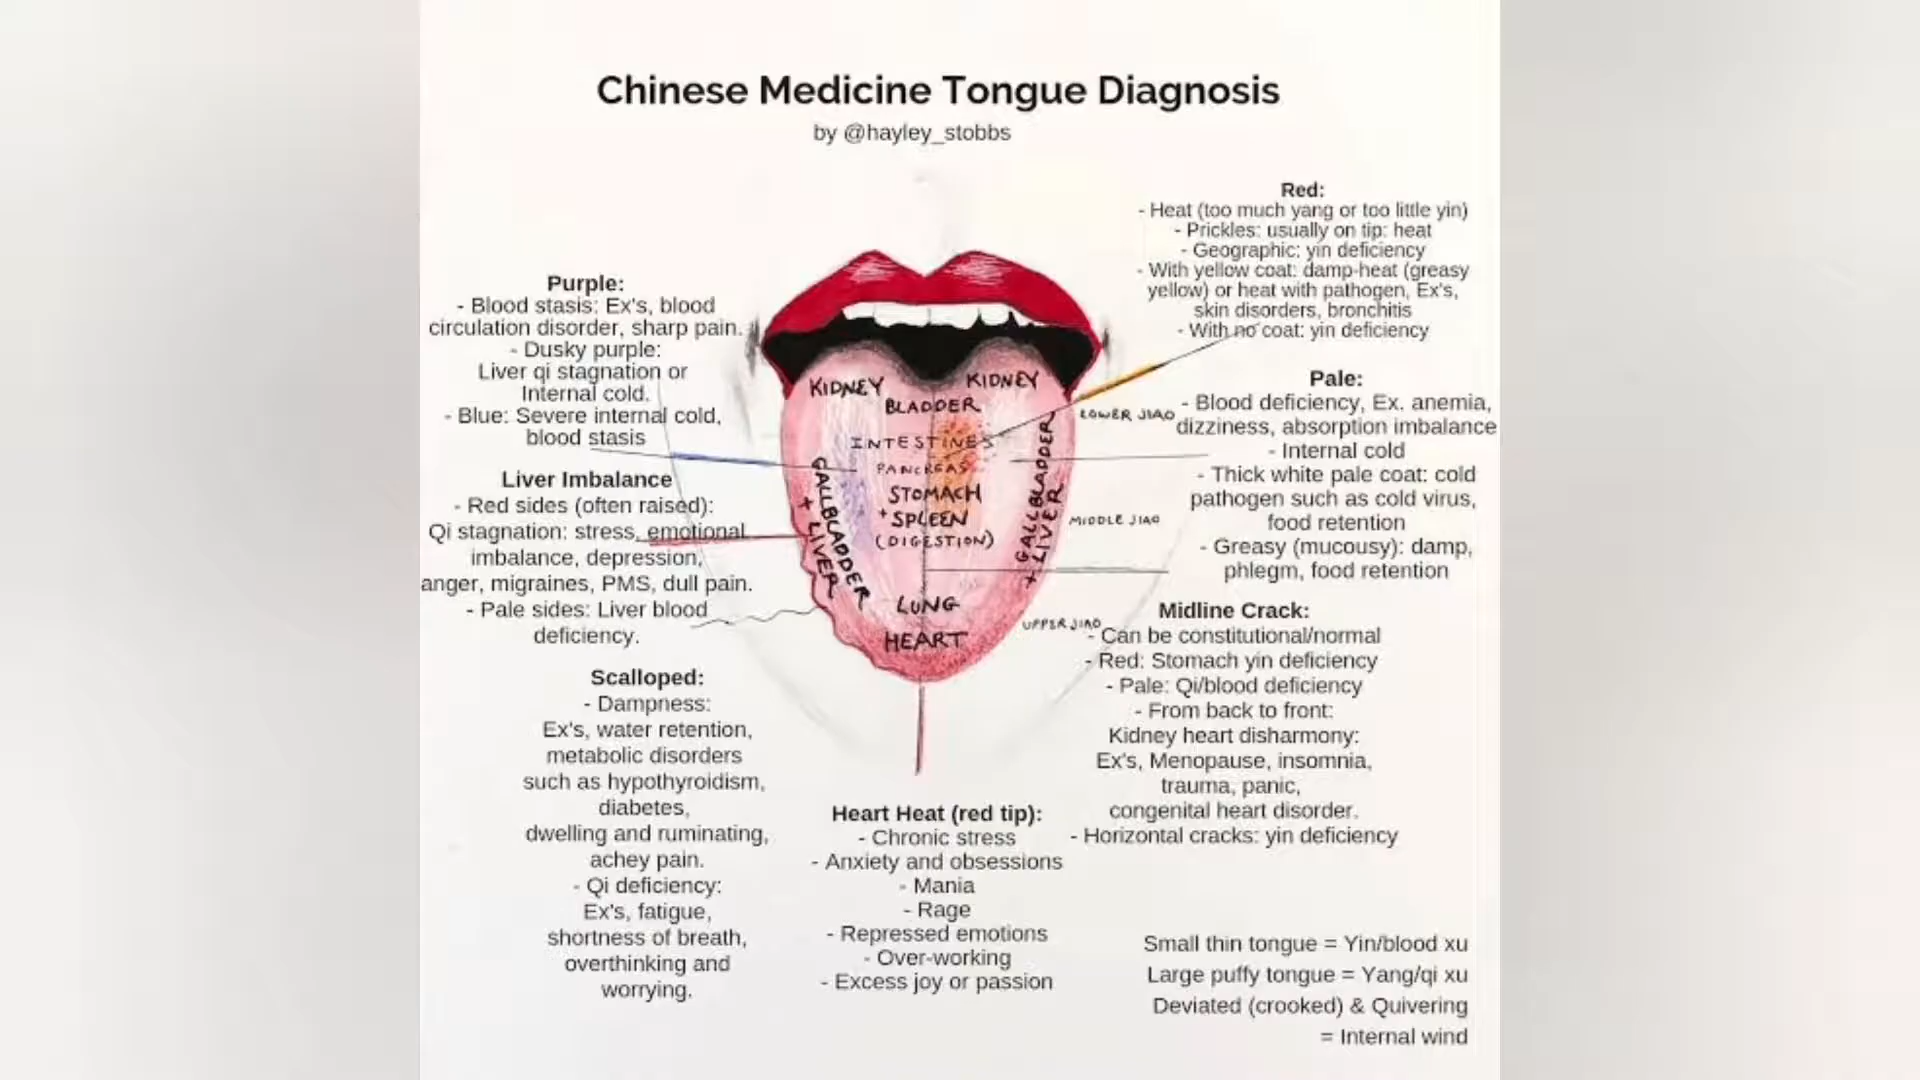 Chinese Medicine Tongue Diagnosis
by @hayley_stobbs
Purple:
- Blood stasis: Ex's, blood
circulation disorder, sharp pain.
- Dusky purple:
Liver qi stagnation or
Internal cold.
- Blue: Severe internal cold,
blood stasis
Liver Imbalance
- Red sides (often raised):
Qi stagnation: stress, emotional
imbalance, depression,
anger, migraines, PMS, dull pain.
- Pale sides: Liver blood
deficiency.
Scalloped:
- Dampness:
Ex's, water retention,
metabolic disorders
such as hypothyroidism,
diabetes,
dwelling and ruminating,
achey pain.
- Qi deficiency:
Ex's, fatigue,
shortness of breath,
overthinking and
worrying.
KIDNEY
KIDNEY
BLADDER
INTESTINES
PANCREAS
STOMACH
+ SPLEEN
(DIGESTION)
GALLBLADDER
+ LIVER
GALLBLADDER
+ LIVER
LUNG
HEART
LOWER JIAO
MIDDLE JIAO
UPPER JIAO
Heart Heat (red tip):
- Chronic stress
- Anxiety and obsessions
- Mania
- Rage
- Repressed emotions
- Over-working
- Excess joy or passion
Red:
- Heat (too much yang or too little yin)
- Prickles: usually on tip: heat
- Geographic: yin deficiency
- With yellow coat: damp-heat (greasy
yellow) or heat with pathogen, Ex's,
skin disorders, bronchitis
- With no coat: yin deficiency
Pale:
- Blood deficiency, Ex. anemia,
dizziness, absorption imbalance
- Internal cold
- Thick white pale coat: cold
pathogen such as cold virus,
food retention
- Greasy (mucousy): damp,
phlegm, food retention
Midline Crack:
- Can be constitutional/normal
- Red: Stomach yin deficiency
- Pale: Qi/blood deficiency
- From back to front:
Kidney heart disharmony:
Ex's, Menopause, insomnia,
trauma, panic,
congenital heart disorder.
- Horizontal cracks: yin deficiency
Small thin tongue = Yin/blood xu
Large puffy tongue = Yang/qi xu
Deviated (crooked) & Quivering
= Internal wind